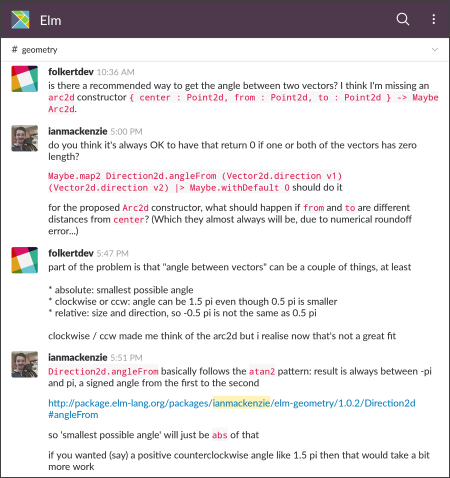 Elm
# geometry
folkertdev 10:36 AM
is there a recommended way to get the angle between two vectors? I think I'm missing an
arc2d constructor { center : Point2d, from : Point2d, to : Point2d } -> Maybe
Arc2d.
ianmackenzie 5:00 PM
do you think it's always OK to have that return 0 if one or both of the vectors has zero
length?
Maybe.map2 Direction2d.angleFrom (Vector2d.direction v1)
(Vector2d.direction v2) |> Maybe.withDefault 0 should do it
for the proposed Arc2d constructor, what should happen if from and to are different
distances from center? (Which they almost always will be, due to numerical roundoff
error...)
folkertdev 5:47 PM
part of the problem is that "angle between vectors" can be a couple of things, at least
* absolute: smallest possible angle
* clockwise or ccw: angle can be 1.5 pi even though 0.5 pi is smaller
* relative: size and direction, so -0.5 pi is not the same as 0.5 pi
clockwise / ccw made me think of the arc2d but i realise now that's not a great fit
ianmackenzie 5:51 PM
Direction2d.angleFrom basically follows the atan2 pattern: result is always between -pi
and pi, a signed angle from the first to the second
http://package.elm-lang.org/packages/ianmackenzie/elm-geometry/1.0.2/Direction2d
#angleFrom
so 'smallest possible angle' will just be abs of that
if you wanted (say) a positive counterclockwise angle like 1.5 pi then that would take a bit
more work